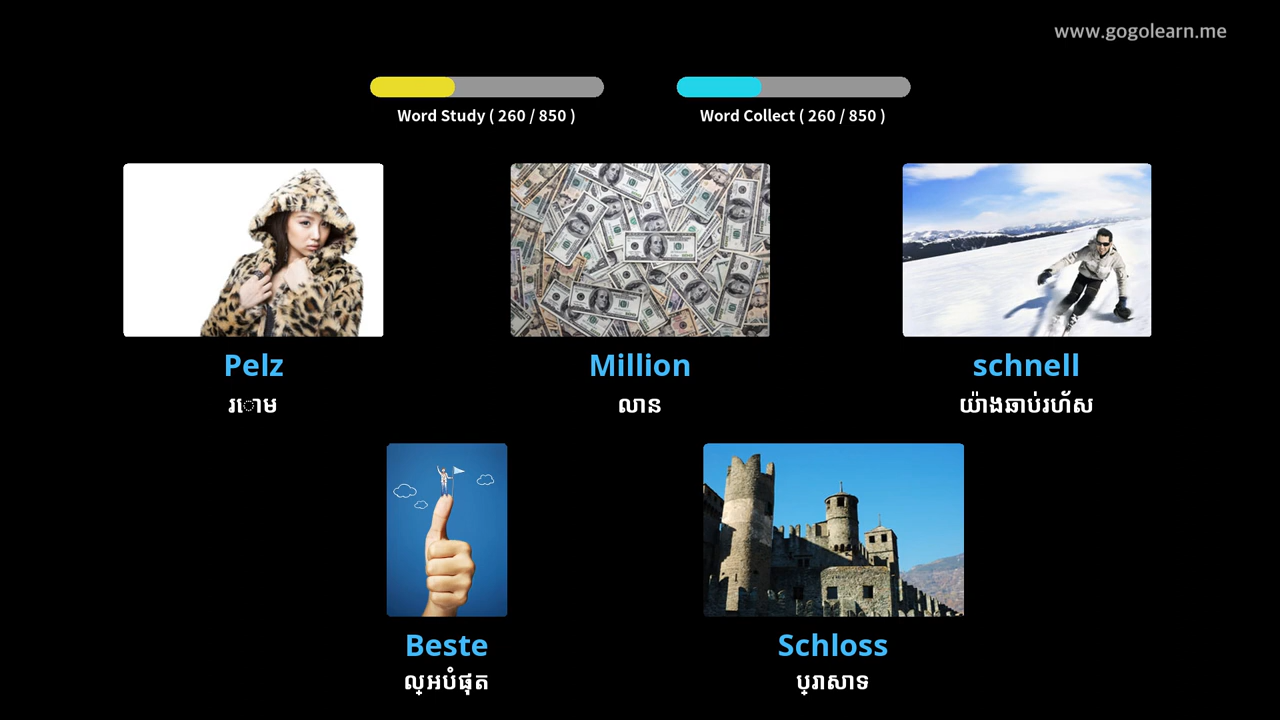 www.gogolearn.me
Word Study ( 260 / 850 )
Word Collect ( 260 / 850 )
Pelz
Million
schnell
រោម
លាន
យ៉ាងឆាប់រហ័ស
Beste
Schloss
ល្អបំផុត
ប្រាសាទ